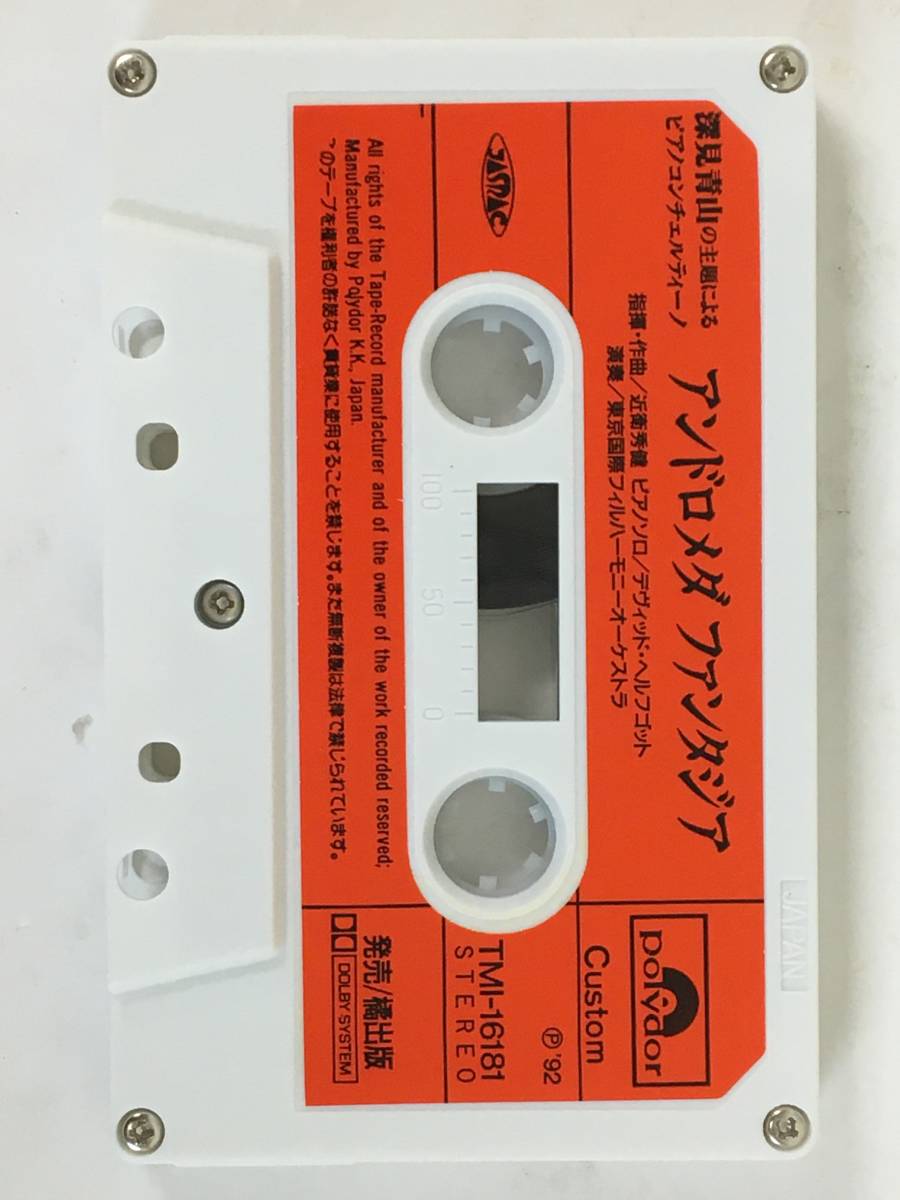 深見青山の主題による
ピアノコンチェルティーノ
アンドロメダ ファンタジア
指揮・作曲/近衛秀健 ピアノソロ/デヴィッド・ヘルフゴット
演奏/東京国際フィルハーモニーオーケストラ
JASRAC
polydor
Custom
Ⓟ'92
TMI-16181
STEREO
100 50 0
All rights of the Tape-Record manufacturer and of the owner of the work recorded reserved;
Manufactured by Polydor K.K., Japan.
このテープを権利者の許諾なく賃貸業に使用することを禁じます。また無断複製は法律で禁じられています。
発売/橘出版
DOLBY SYSTEM
JAPAN